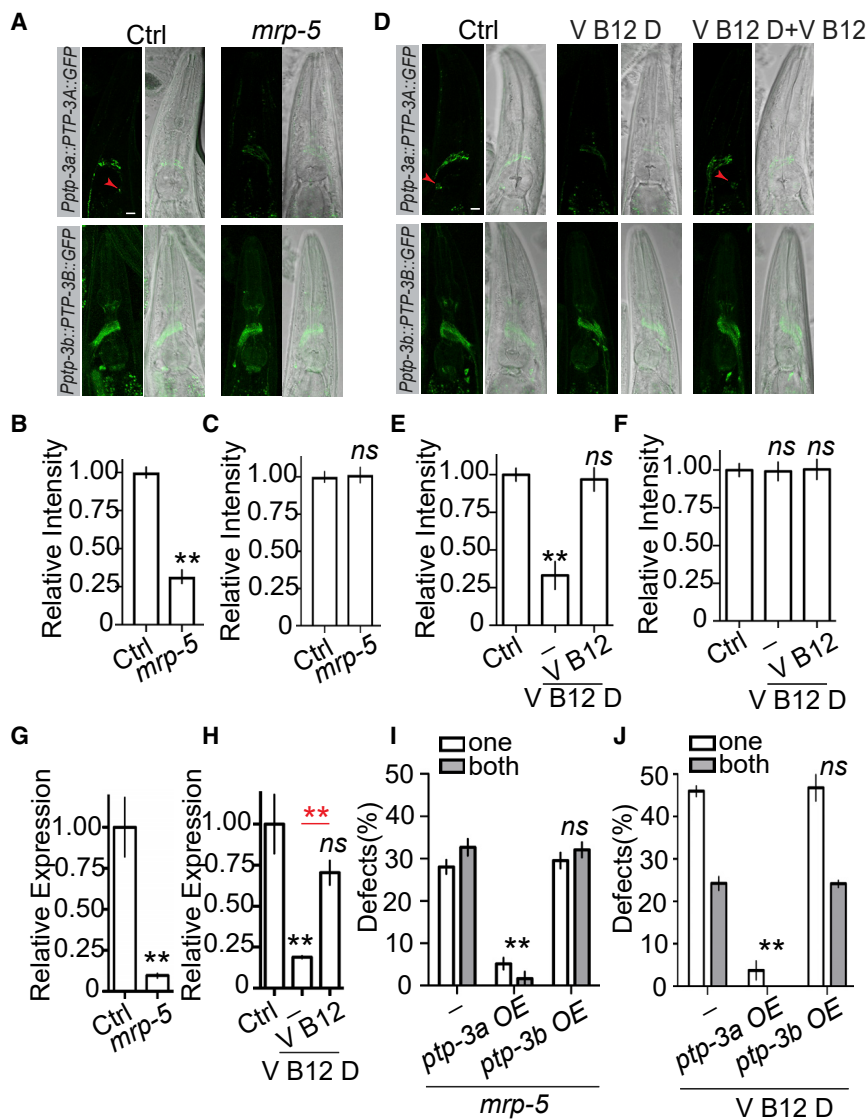 A
Ctrl
mrp-5
Pptp-3a::PTP-3A::GFP
Pptp-3b::PTP-3B::GFP
D
Ctrl
V B12 D
V B12 D+V B12
Pptp-3a::PTP-3A::GFP
Pptp-3b::PTP-3B::GFP
B
Relative Intensity
1.00
0.75
0.50
0.25
0
**
Ctrl
mrp-5
C
Relative Intensity
1.00
0.75
0.50
0.25
0
ns
Ctrl
mrp-5
E
Relative Intensity
1.00
0.75
0.50
0.25
0
**
ns
Ctrl
–
V B12
V B12 D
F
Relative Intensity
1.00
0.75
0.50
0.25
0
ns
ns
Ctrl
–
V B12
V B12 D
G
Relative Expression
1.00
0.75
0.50
0.25
0
**
Ctrl
mrp-5
H
Relative Expression
1.00
0.75
0.50
0.25
0
**
**
ns
Ctrl
–
V B12
V B12 D
I
one
both
Defects(%)
50
40
30
20
10
0
**
ns
–
ptp-3a OE
ptp-3b OE
mrp-5
J
one
both
Defects(%)
50
40
30
20
10
0
**
ns
–
ptp-3a OE
ptp-3b OE
V B12 D